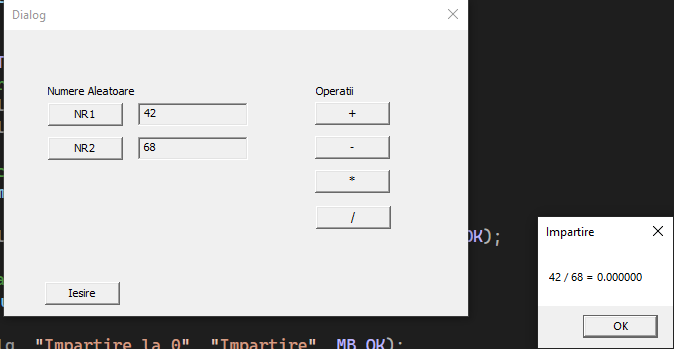 Dialog
Numere Aleatoare
Operatii
NR1
42
+
NR2
68
-
*
/
Iesire
OK);
Impartire
42 / 68 = 0.000000
OK
"Impartire la 0" "Impartire" MB_OK);